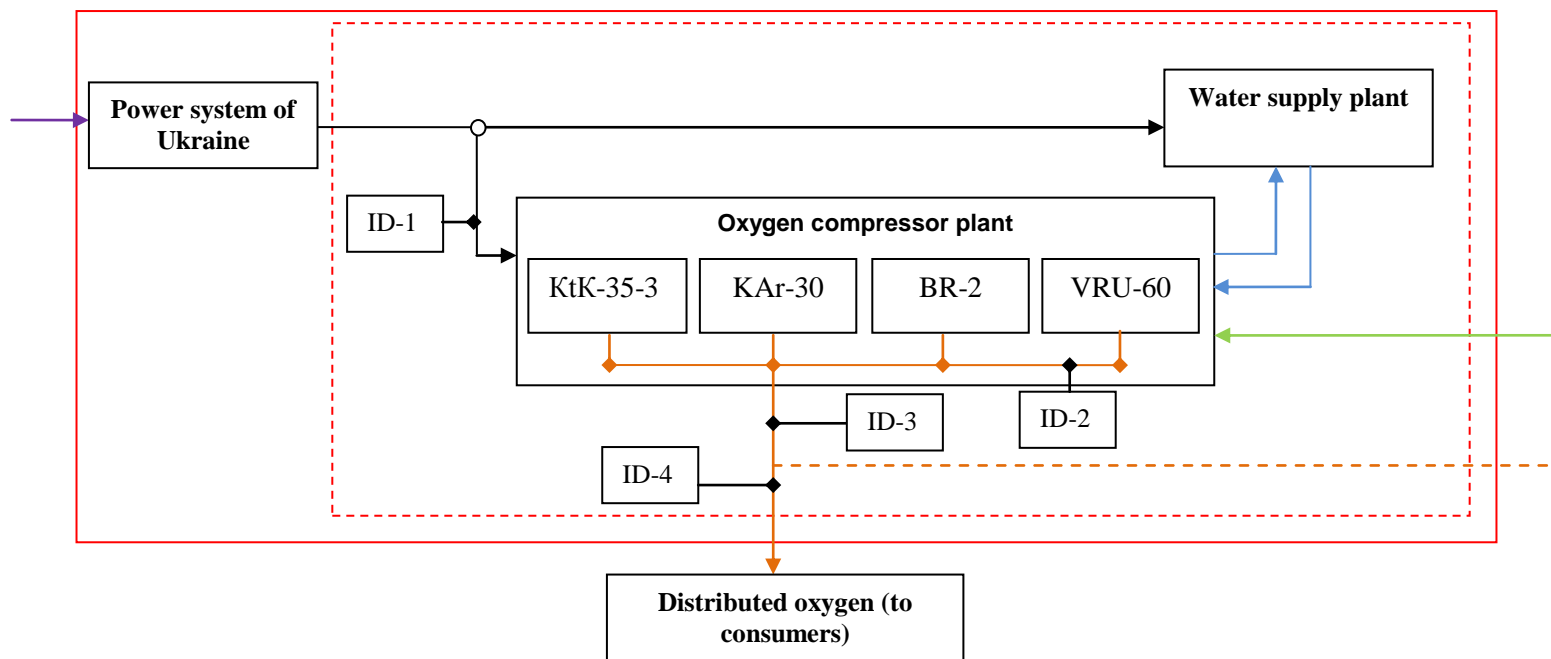 Power system of
Ukraine
Water supply plant
ID-1
Oxygen compressor plant
КtК-35-3
KAr-30
BR-2
VRU-60
ID-3
ID-2
ID-4
Distributed oxygen (to
consumers)